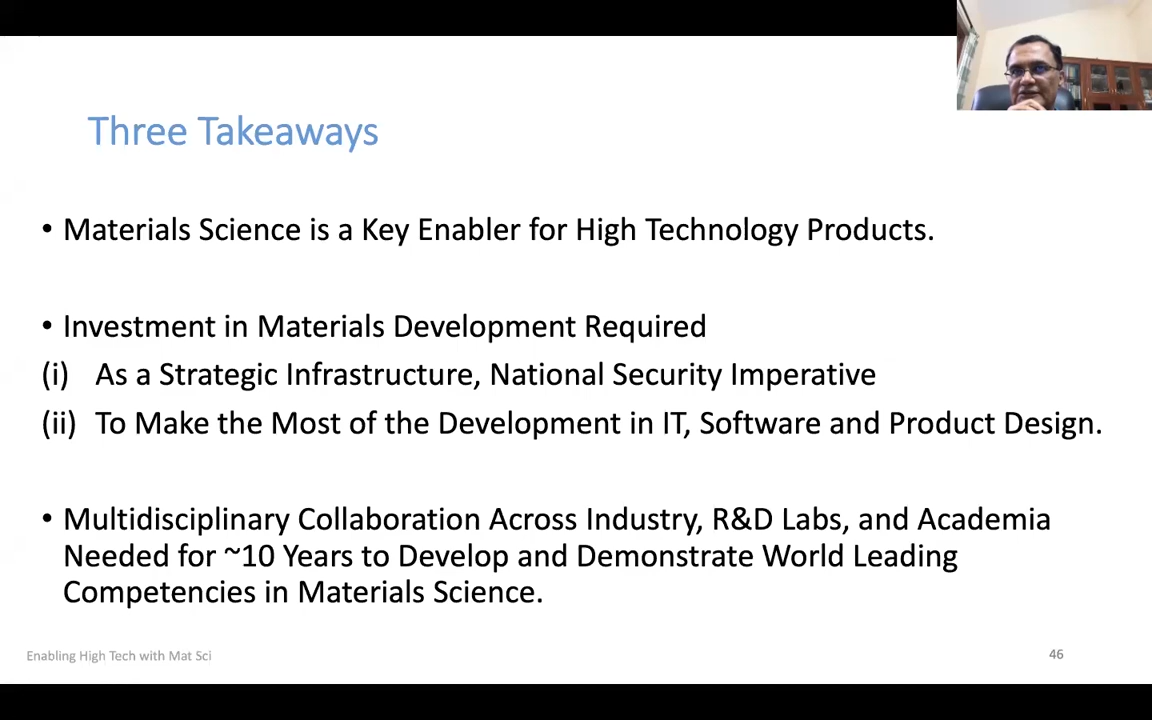 Three Takeaways
• Materials Science is a Key Enabler for High Technology Products.
• Investment in Materials Development Required
(i) As a Strategic Infrastructure, National Security Imperative
(ii) To Make the Most of the Development in IT, Software and Product Design.
• Multidisciplinary Collaboration Across Industry, R&D Labs, and Academia
Needed for ~10 Years to Develop and Demonstrate World Leading
Competencies in Materials Science.
Enabling High Tech with Mat Sci
46